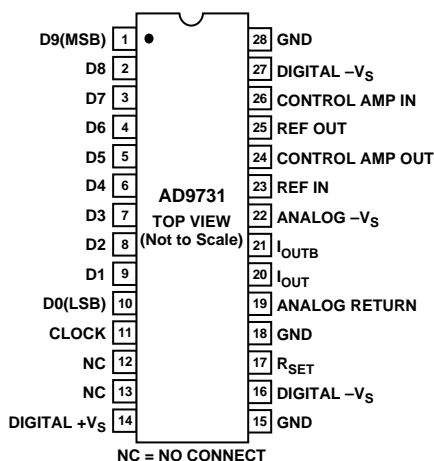 D9(MSB) 1 28 GND
D8 2 27 DIGITAL –VS
D7 3 26 CONTROL AMP IN
D6 4 25 REF OUT
D5 5 24 CONTROL AMP OUT
D4 6 23 REF IN
D3 7 22 ANALOG –VS
D2 8 21 IOUTB
D1 9 20 IOUT
D0(LSB) 10 19 ANALOG RETURN
CLOCK 11 18 GND
NC 12 17 RSET
NC 13 16 DIGITAL –VS
DIGITAL +VS 14 15 GND
AD9731
TOP VIEW
(Not to Scale)
NC = NO CONNECT